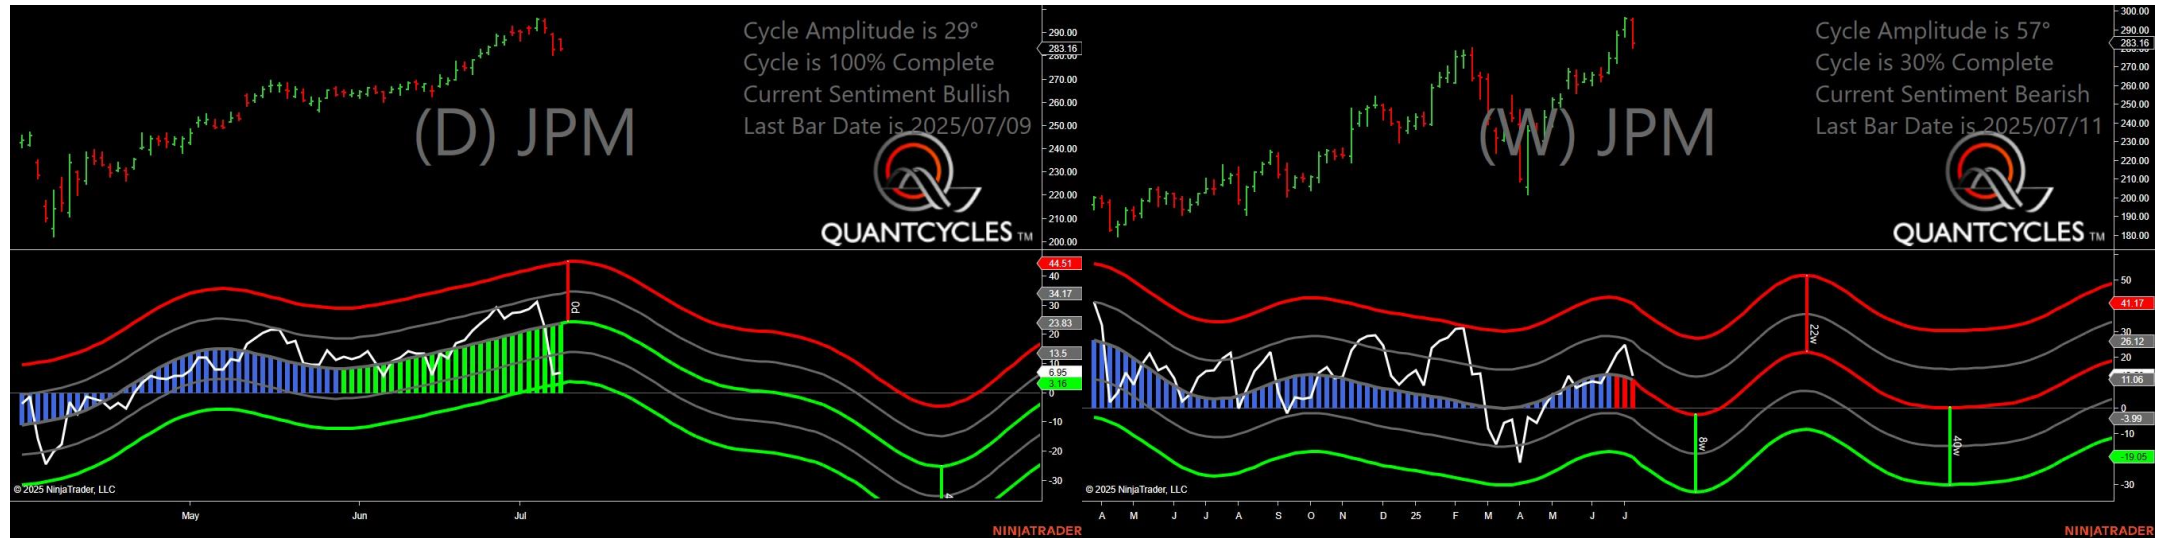 Cycle Amplitude is 29°
Cycle is 100% Complete
Current Sentiment Bullish
Last Bar Date is 2025/07/09
(D) JPM
QUANTCYCLES TM
290.00
283.16
280.00
270.00
260.00
250.00
240.00
230.00
220.00
210.00
200.00
44.51
40
34.17
30
23.83
20
13.5
10
6.95
3.16
0
-10
-20
-30
0d
© 2025 NinjaTrader, LLC
May Jun Jul
NINJATRADER
Cycle Amplitude is 57°
Cycle is 30% Complete
Current Sentiment Bearish
Last Bar Date is 2025/07/11
(W) JPM
QUANTCYCLES TM
300.00
290.00
283.16
270.00
260.00
250.00
240.00
230.00
220.00
210.00
200.00
190.00
180.00
50
41.17
30
26.12
20
11.06
0
-3.99
-10
-19.05
-30
22w
8w
40w
© 2025 NinjaTrader, LLC
A M J J A S O N D 25 F M A M J J
NINJATRADER